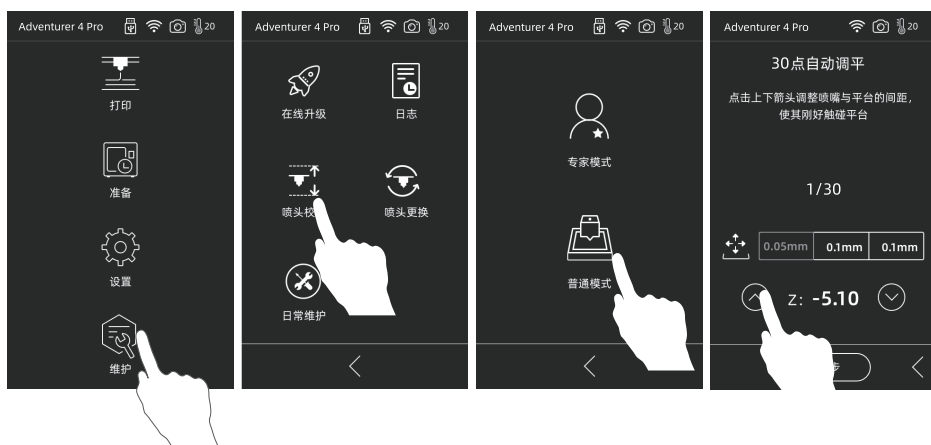 Adventurer 4 Pro
20
打印
准备
设置
维护
Adventurer 4 Pro
20
在线升级
日志
喷头校
喷头更换
日常维护
Adventurer 4 Pro
20
专家模式
普通模式
Adventurer 4 Pro
20
30点自动调平
点击上下箭头调整喷嘴与平台的间距,
使其刚好触碰平台
1/30
0.05mm
0.1mm
0.1mm
Z: -5.10
步